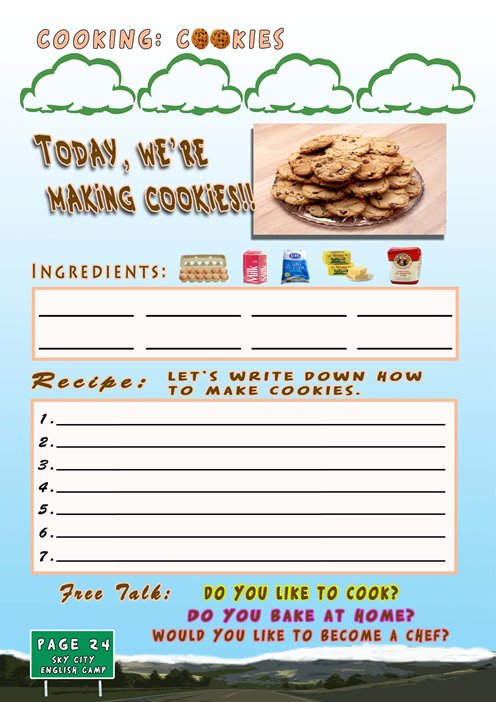 COOKING: COOKIES
TODAY, WE'RE
MAKING COOKIES!!
INGREDIENTS:
Milk
Recipe: LET'S WRITE DOWN HOW
TO MAKE COOKIES.
1.
2.
3.
4.
5.
6.
7.
Free Talk: DO YOU LIKE TO COOK?
DO YOU BAKE AT HOME?
WOULD YOU LIKE TO BECOME A CHEF?
PAGE 24
SKY CITY
ENGLISH CAMP